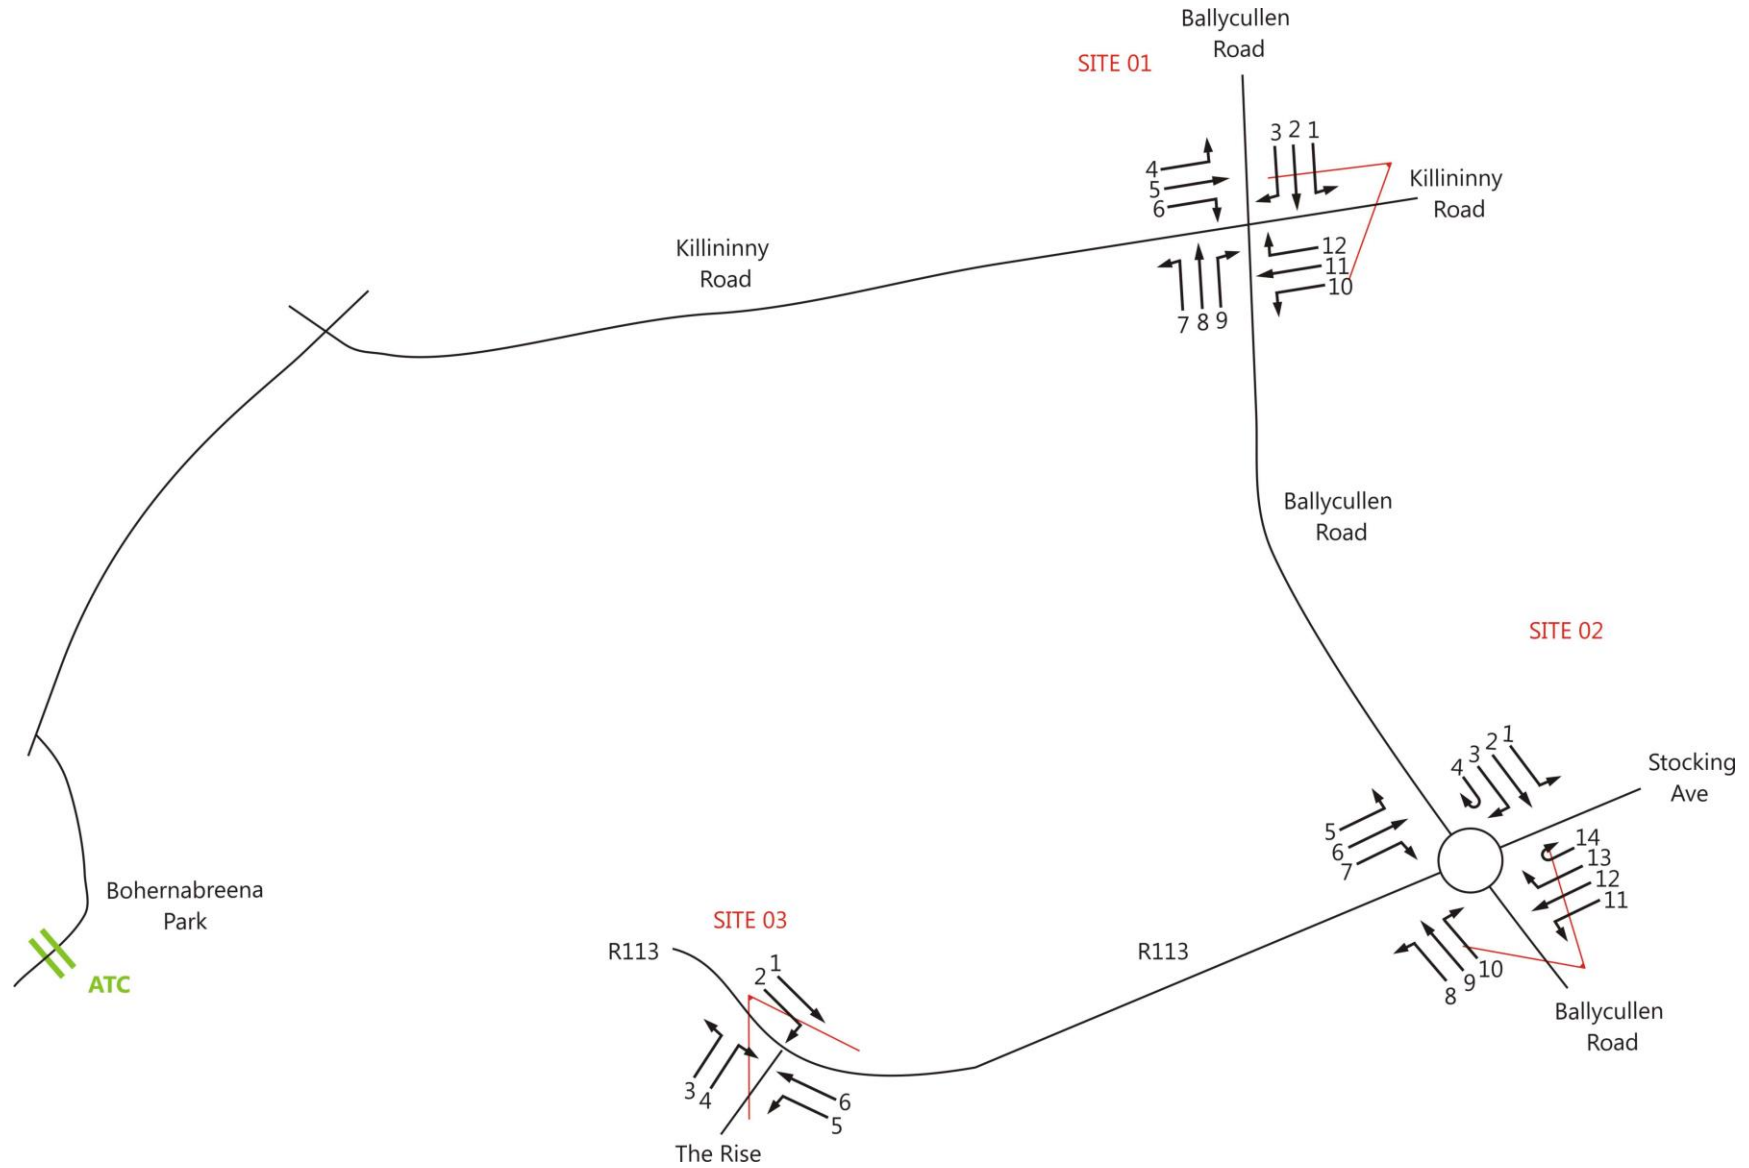 Ballycullen
Road
SITE 01
3 2 1
4
5
6
Killininny
Road
12
11
10
7 8 9
Killininny
Road
Ballycullen
Road
SITE 02
4 3 2 1
Stocking
Ave
5
6
7
14
13
12
11
10
9
8
Ballycullen
Road
Bohernabreena
Park
ATC
SITE 03
R113
R113
2 1
3
4
6
5
The Rise